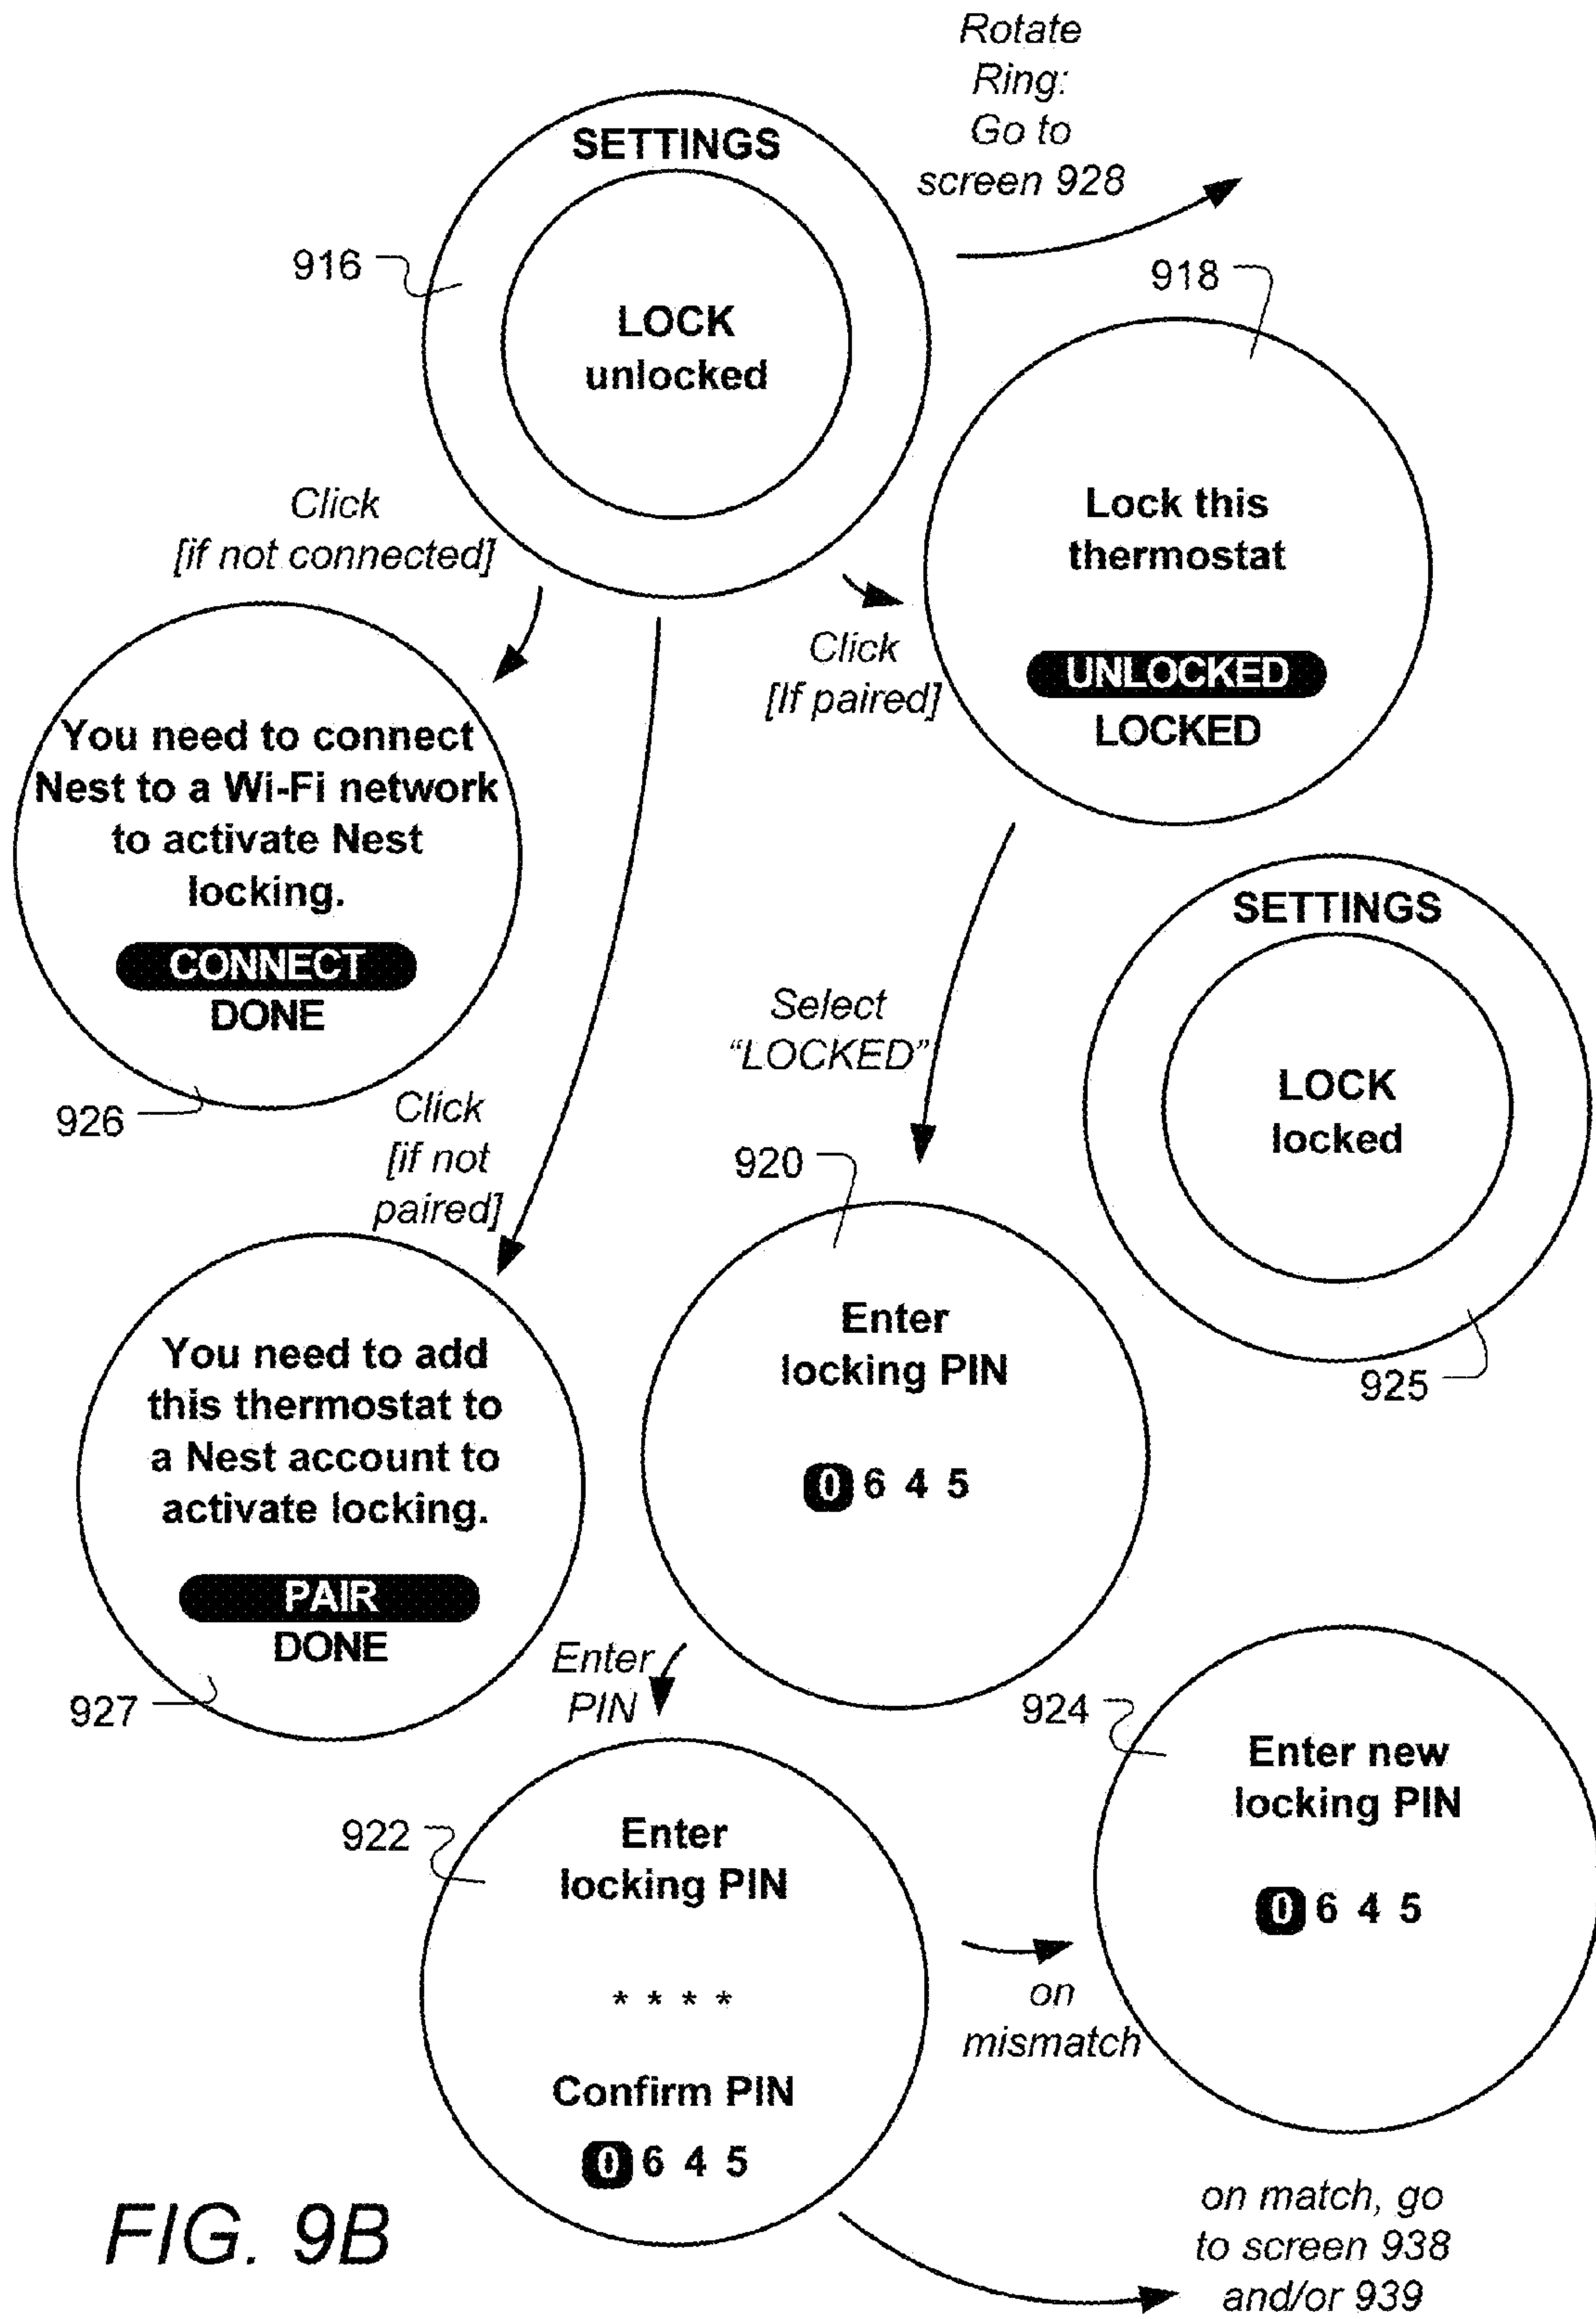 Rotate
Ring:
Go to
screen 928
SETTINGS
LOCK
unlocked
916
918
Click
[if not connected]
Lock this
thermostat
UNLOCKED
LOCKED
Click
[If paired]
You need to connect
Nest to a Wi-Fi network
to activate Nest
locking.
CONNECT
DONE
926
SETTINGS
LOCK
locked
925
Select
“LOCKED”
Click
[if not
paired]
920
Enter
locking PIN
0 6 4 5
You need to add
this thermostat to
a Nest account to
activate locking.
PAIR
DONE
927
Enter
PIN
924
Enter new
locking PIN
0 6 4 5
922
Enter
locking PIN
* * * *
Confirm PIN
0 6 4 5
on
mismatch
on match, go
to screen 938
and/or 939
FIG. 9B